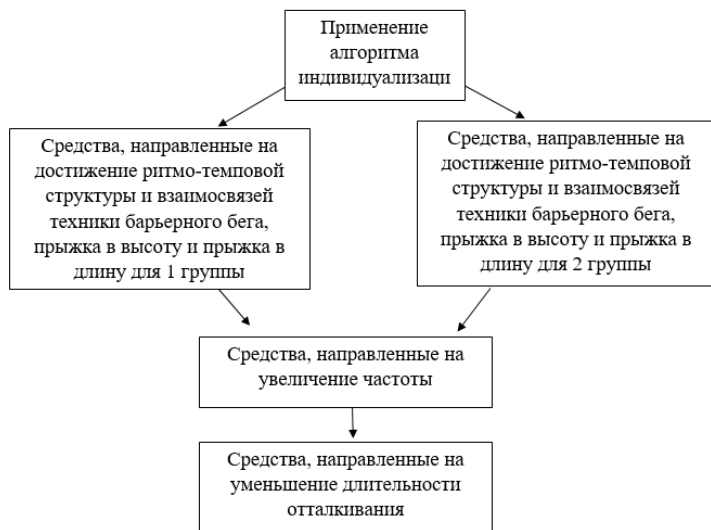 Применение
алгоритма
индивидуализаци
Средства, направленные на
достижение ритмо-темповой
структуры и взаимосвязей
техники барьерного бега,
прыжка в высоту и прыжка в
длину для 1 группы
Средства, направленные на
достижение ритмо-темповой
структуры и взаимосвязей
техники барьерного бега,
прыжка в высоту и прыжка в
длину для 2 группы
Средства, направленные на
увеличение частоты
Средства, направленные на
уменьшение длительности
отталкивания